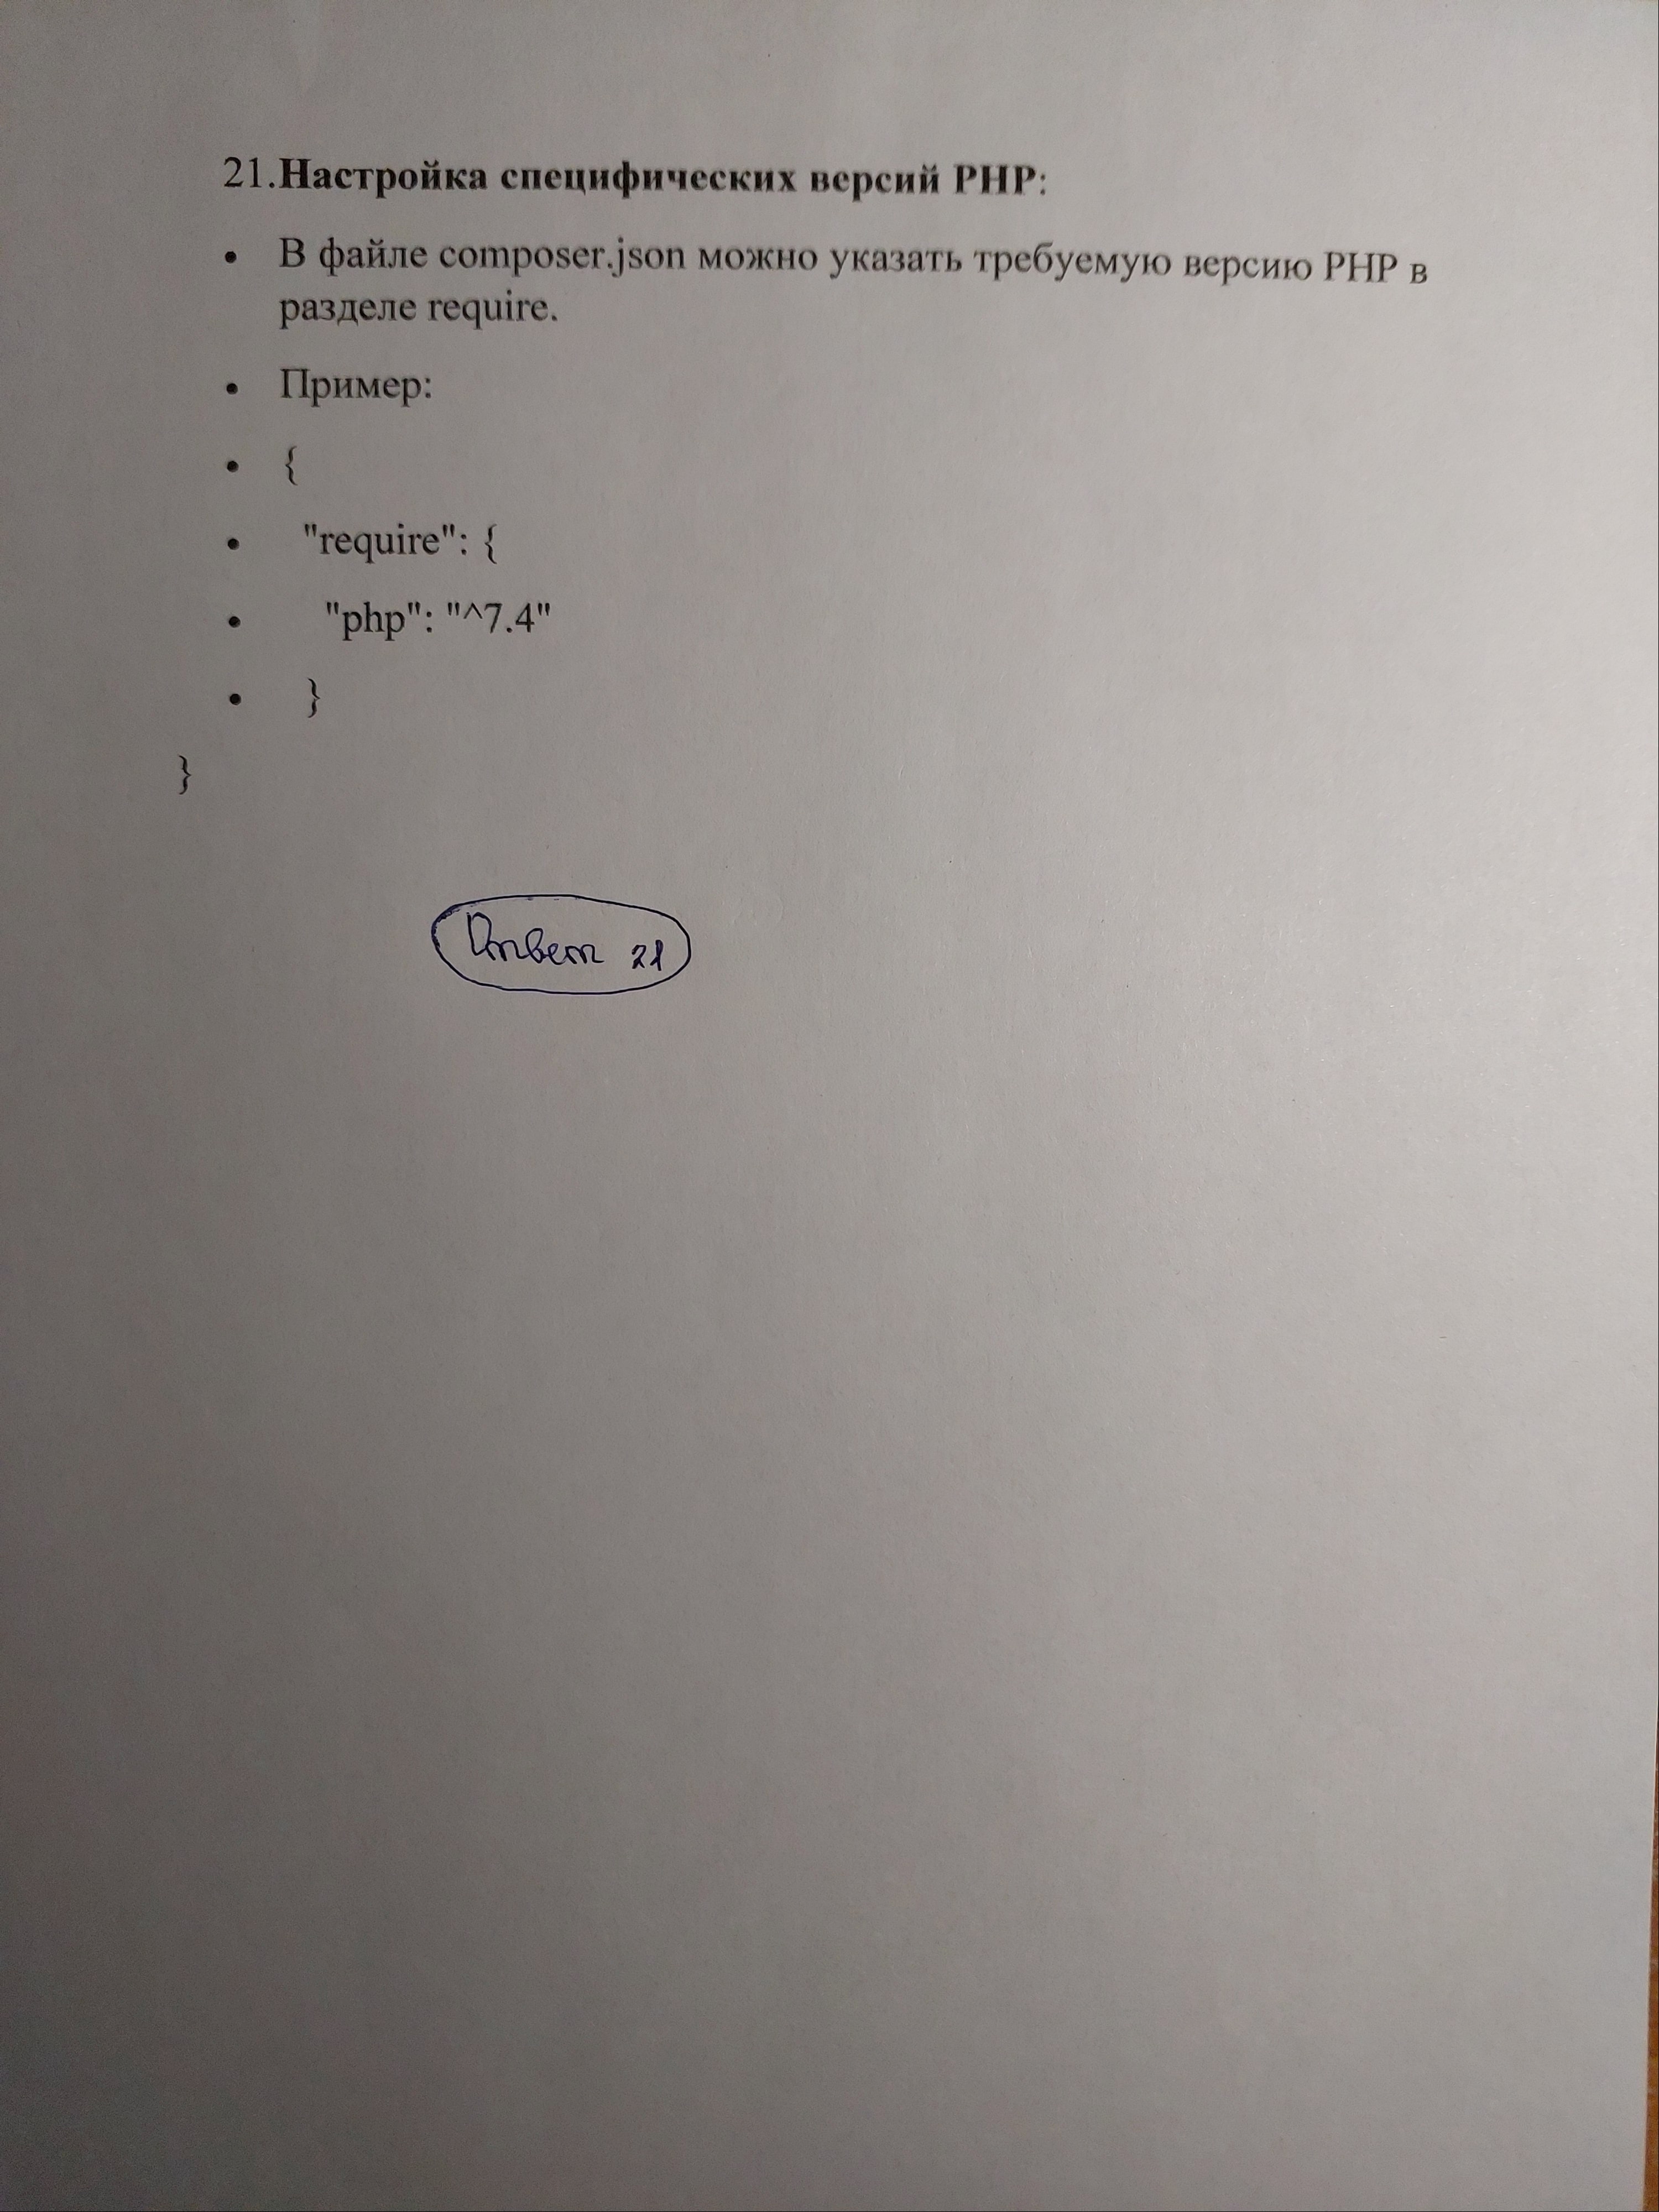 21.Настройка специфических версий PHP:
• В файле composer.json можно указать требуемую версию PHP в
разделе require.
• Пример:
• {
• "require": {
• "php": "^7.4"
• }
}
Ответ 21